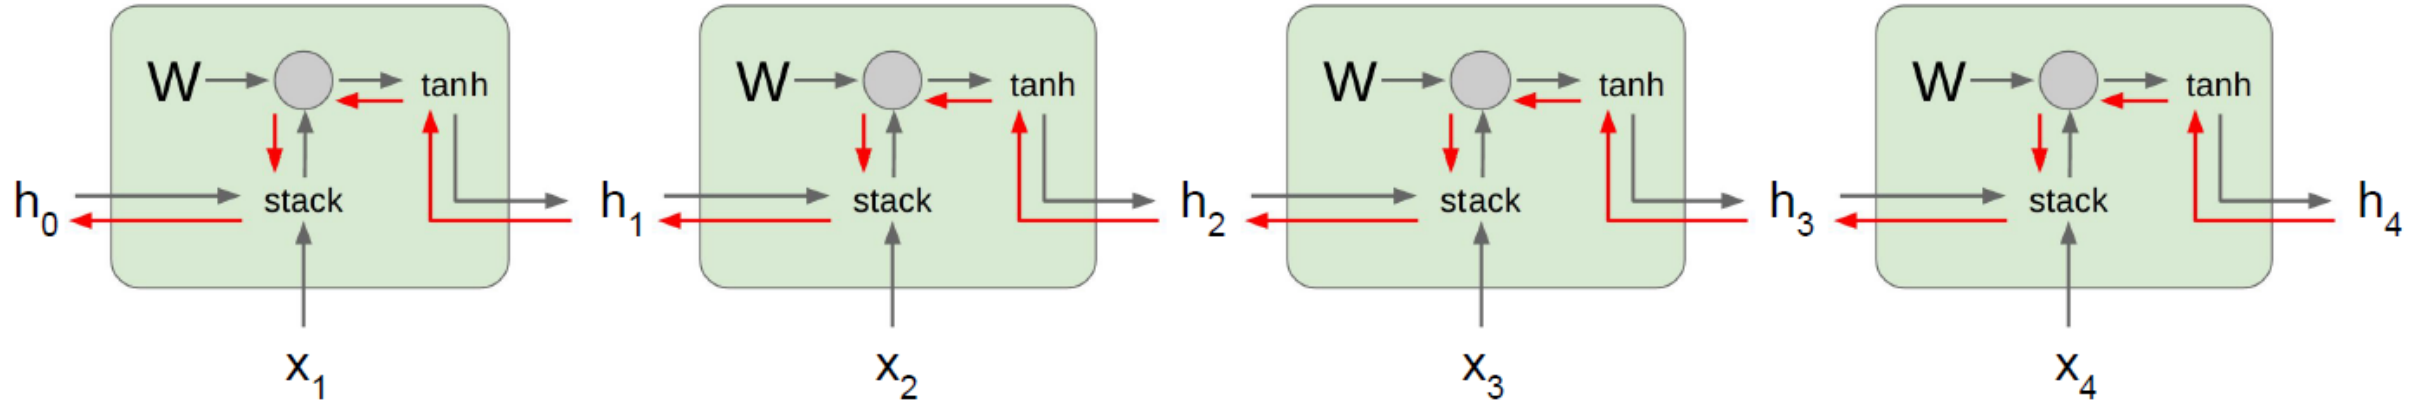 W tanh W tanh W tanh W tanh
h₀ stack h₁ stack h₂ stack h₃ stack h₄
x₁ x₂ x₃ x₄